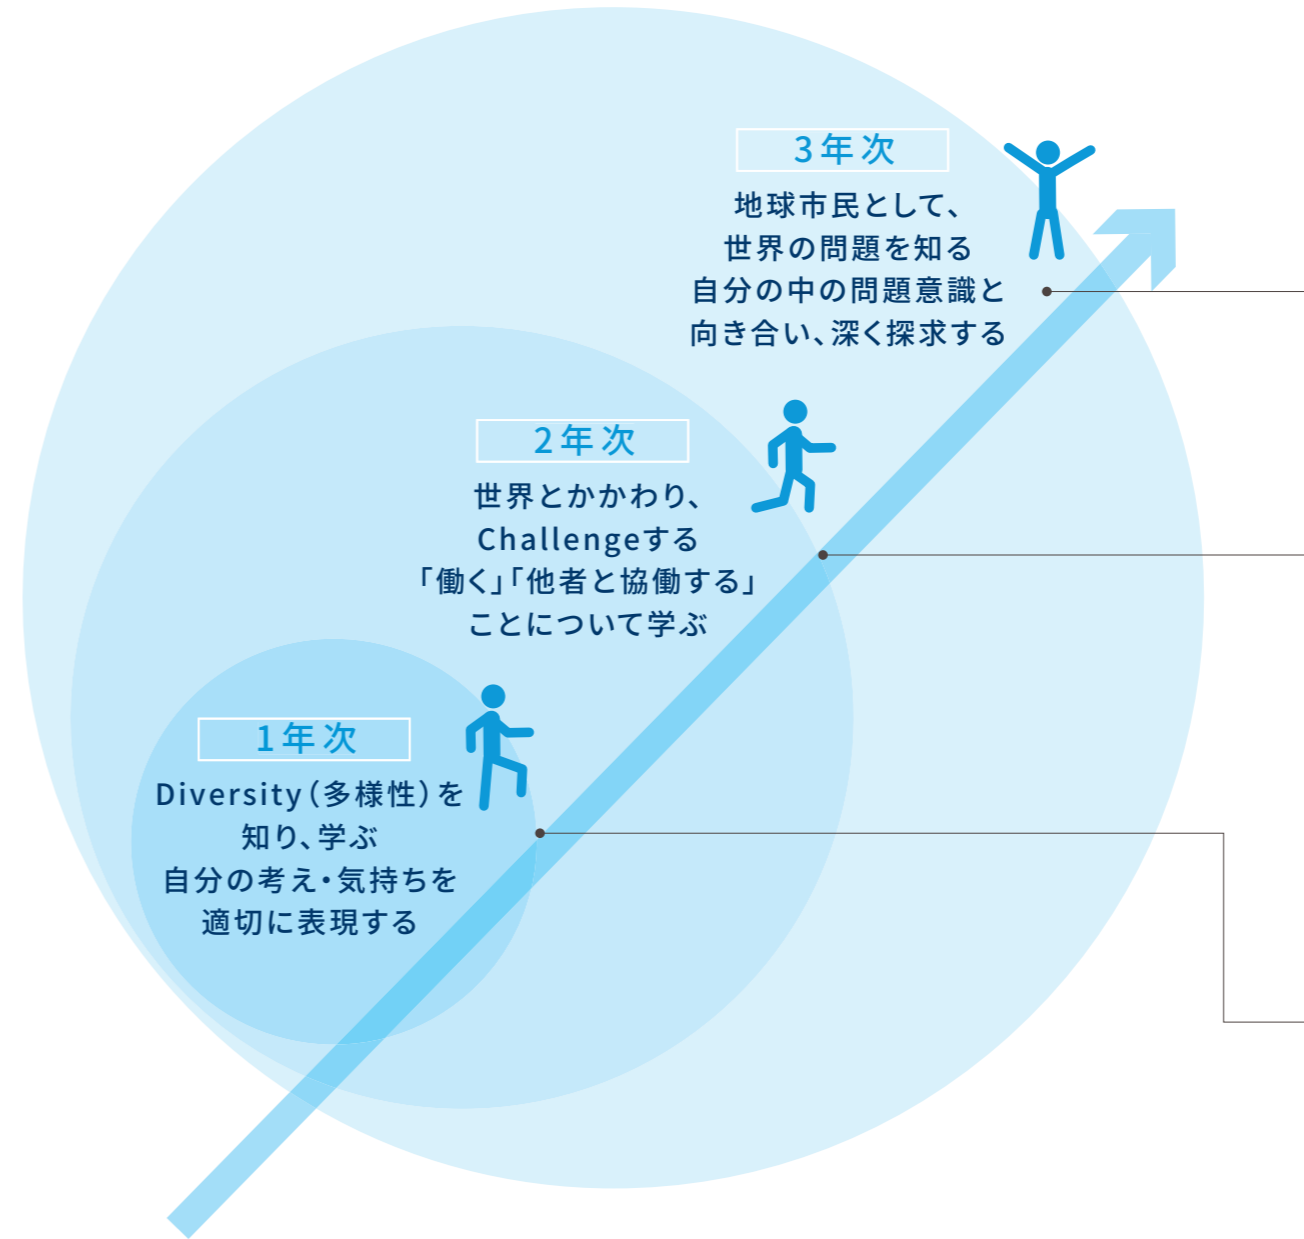 3年次
地球市民として、
世界の問題を知る
自分の中の問題意識と
向き合い、深く探求する
2年次
世界とかかわり、
Challengeする
「働く」「他者と協働する」
ことについて学ぶ
1年次
Diversity（多様性）を
知り、学ぶ
自分の考え・気持ちを
適切に表現する